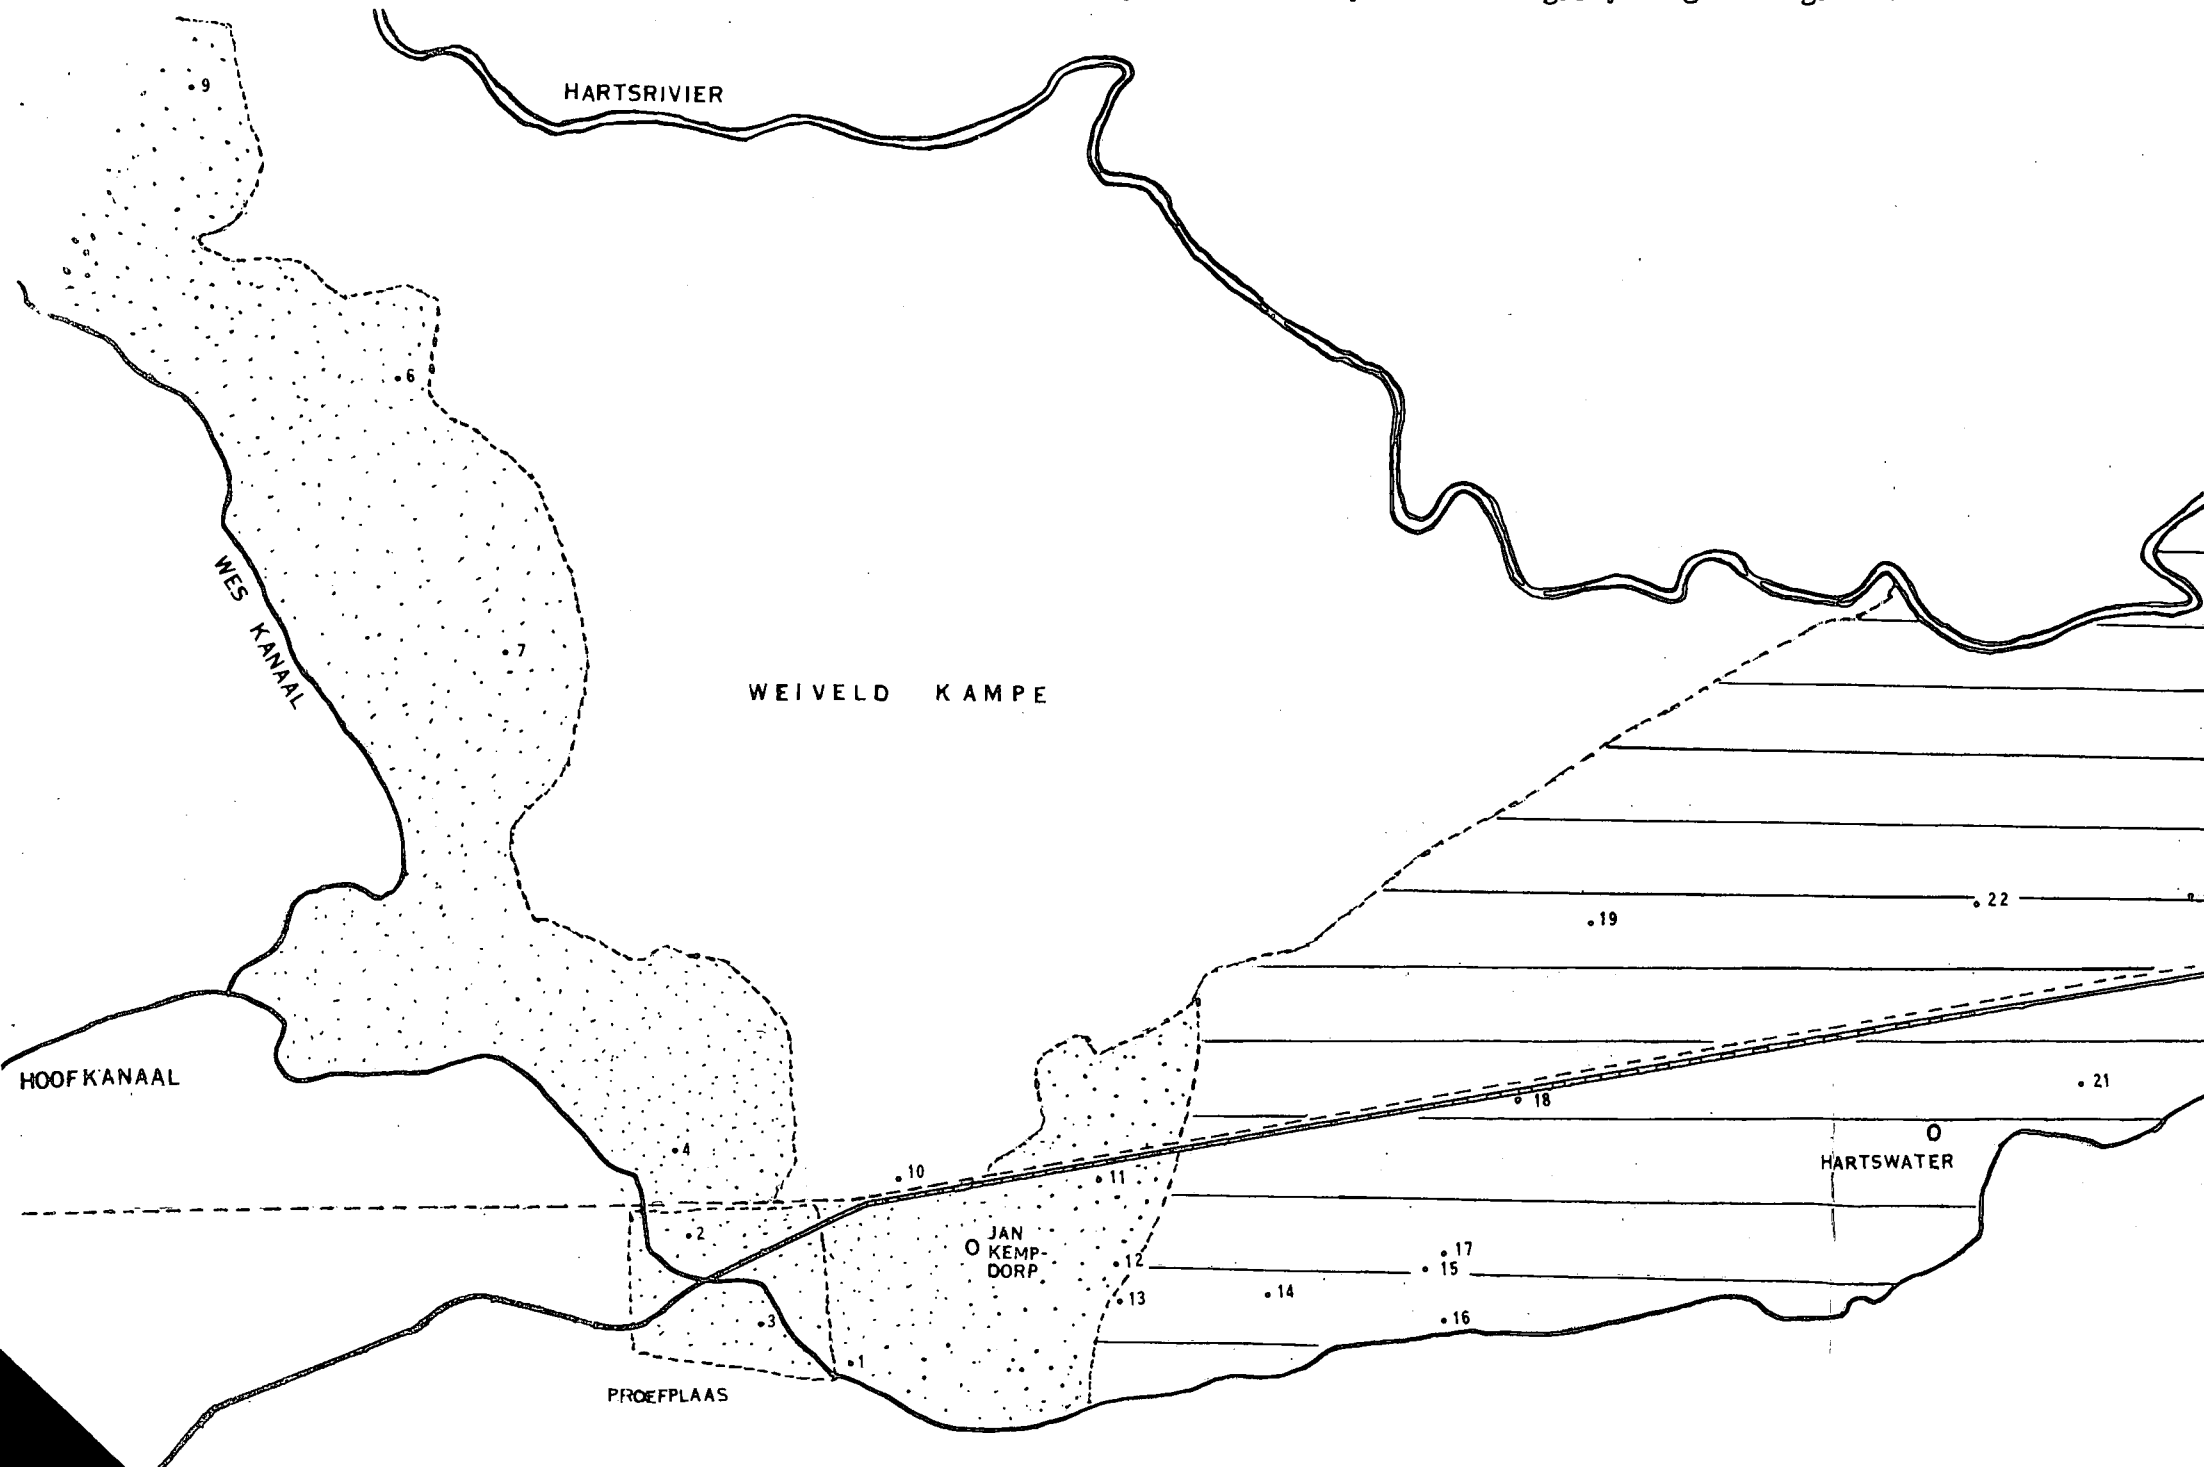 HARTSRIVIER
9
6
WES KANAAL
7
WEIVELD KAMPE
22
19
HOOFKANAAL
21
18
HARTSWATER
4
10
11
2
JAN
KEMP-
DORP
12
17
15
14
13
16
3
1
PROEFPLAAS